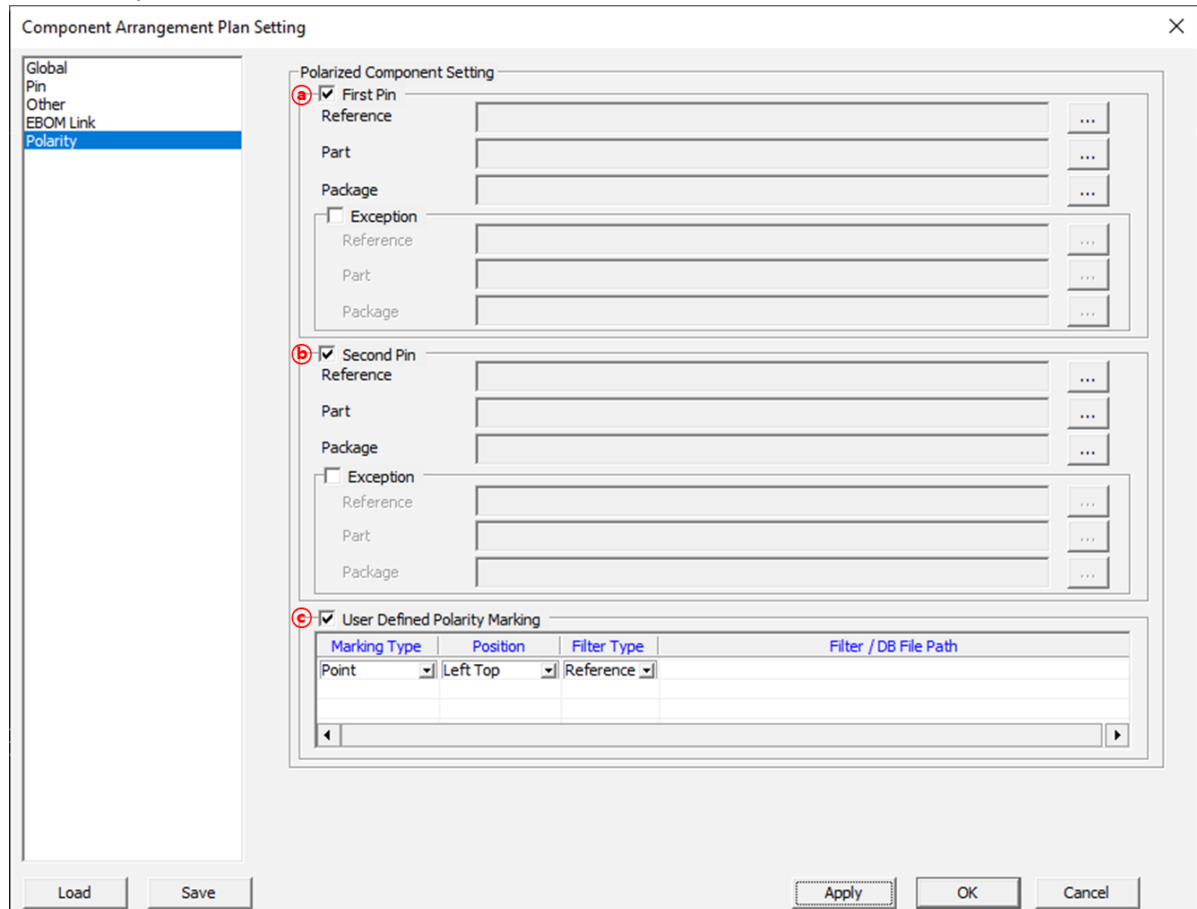 Component Arrangement Plan Setting
Global
Pin
Other
EBOM Link
Polarity
Polarized Component Setting
ⓐ First Pin
Reference ...
Part ...
Package ...
Exception
Reference ...
Part ...
Package ...
ⓑ Second Pin
Reference ...
Part ...
Package ...
Exception
Reference ...
Part ...
Package ...
ⓒ User Defined Polarity Marking
Marking Type Position Filter Type Filter / DB File Path
Point Left Top Reference
Load Save Apply OK Cancel